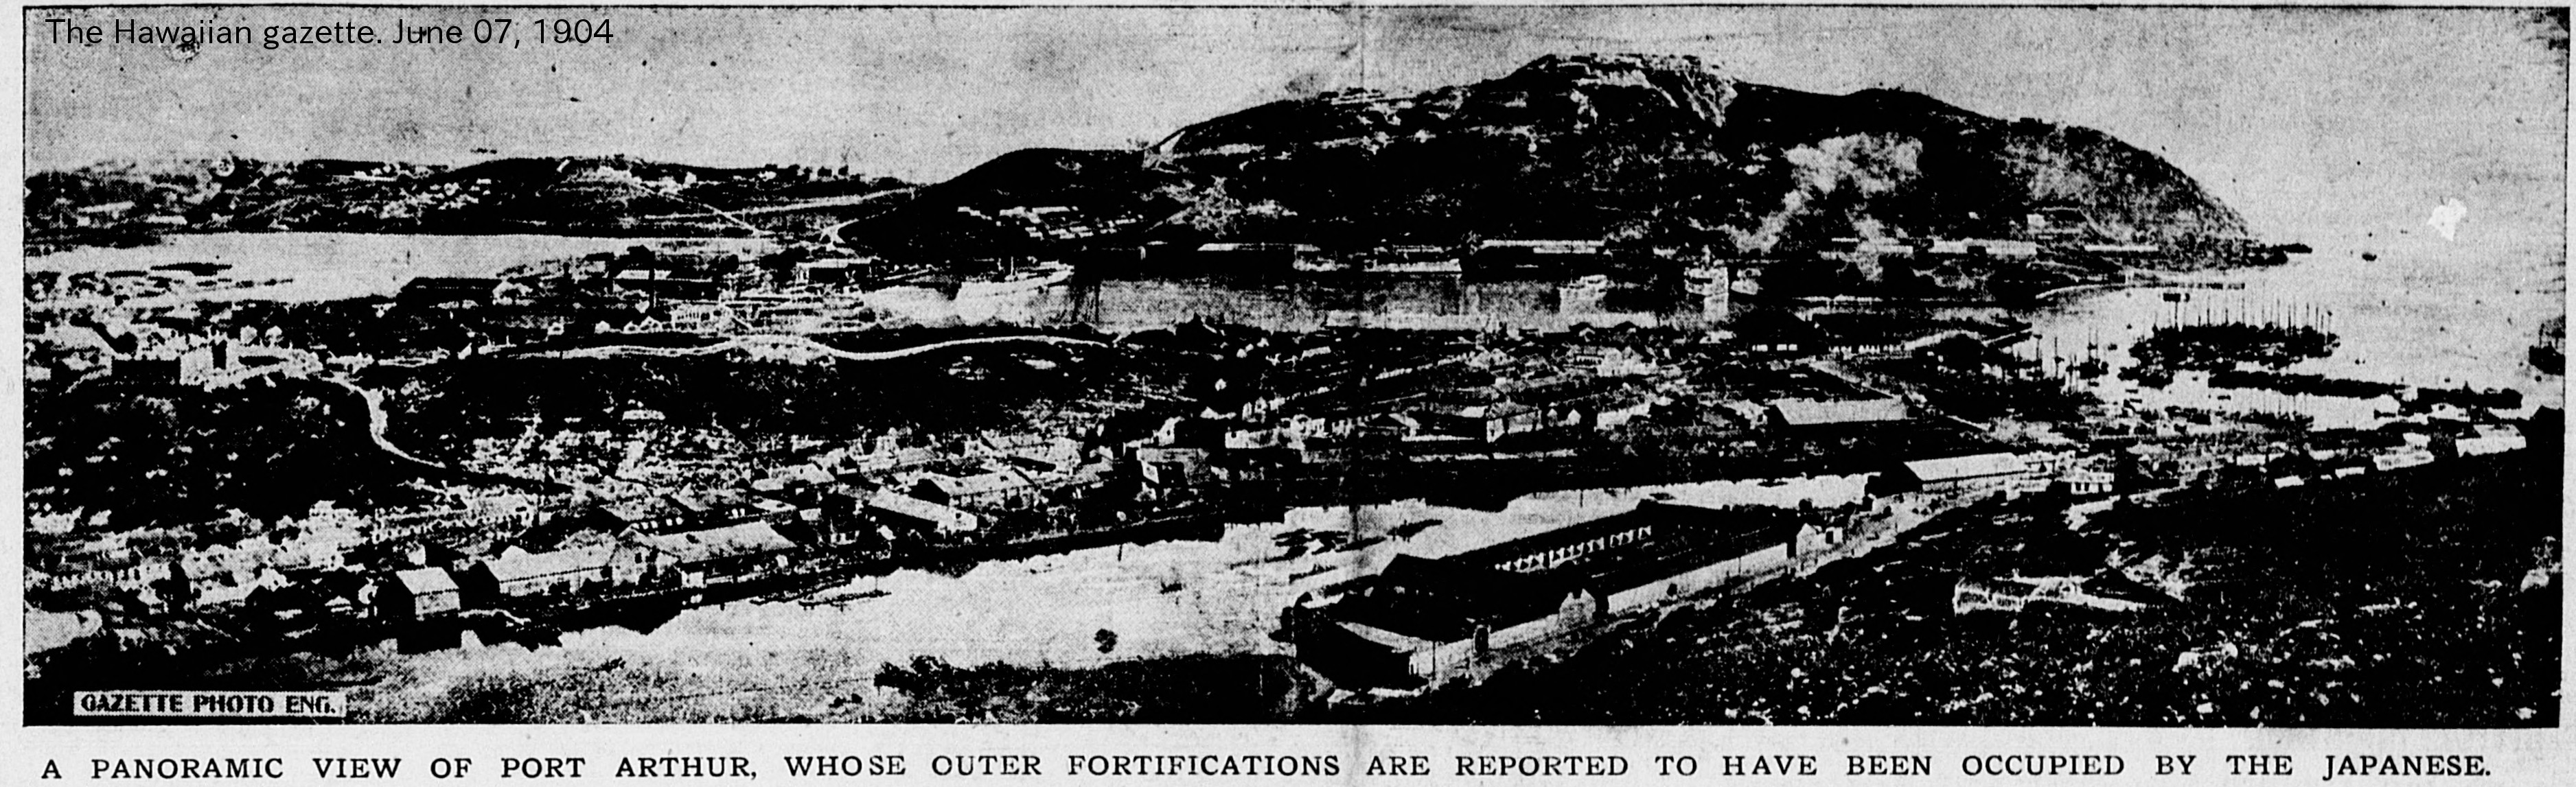 The Hawaiian gazette. June 07, 1904
GAZETTE PHOTO ENG.
A PANORAMIC VIEW OF PORT ARTHUR, WHOSE OUTER FORTIFICATIONS ARE REPORTED TO HAVE BEEN OCCUPIED BY THE JAPANESE.